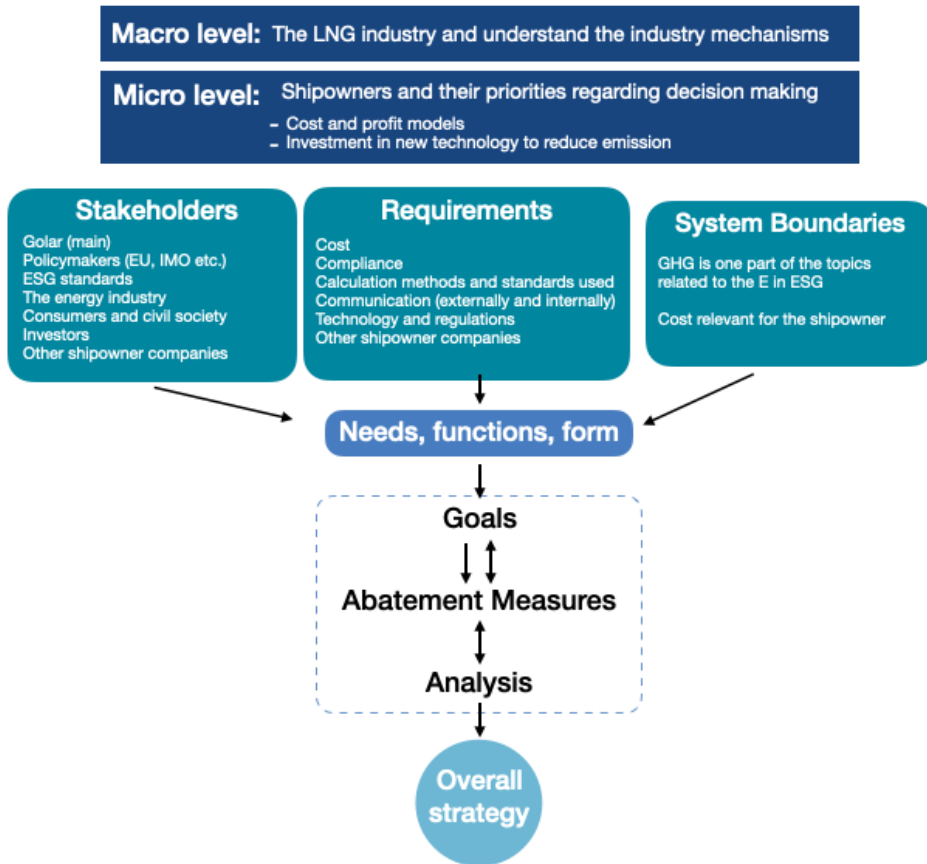 Macro level: The LNG industry and understand the industry mechanisms
Micro level: Shipowners and their priorities regarding decision making
– Cost and profit models
– Investment in new technology to reduce emission
Stakeholders
Golar (main)
Policymakers (EU, IMO etc.)
ESG standards
The energy industry
Consumers and civil society
Investors
Other shipowner companies
Requirements
Cost
Compliance
Calculation methods and standards used
Communication (externally and internally)
Technology and regulations
Other shipowner companies
System Boundaries
GHG is one part of the topics
related to the E in ESG
Cost relevant for the shipowner
Needs, functions, form
Goals
Abatement Measures
Analysis
Overall
strategy